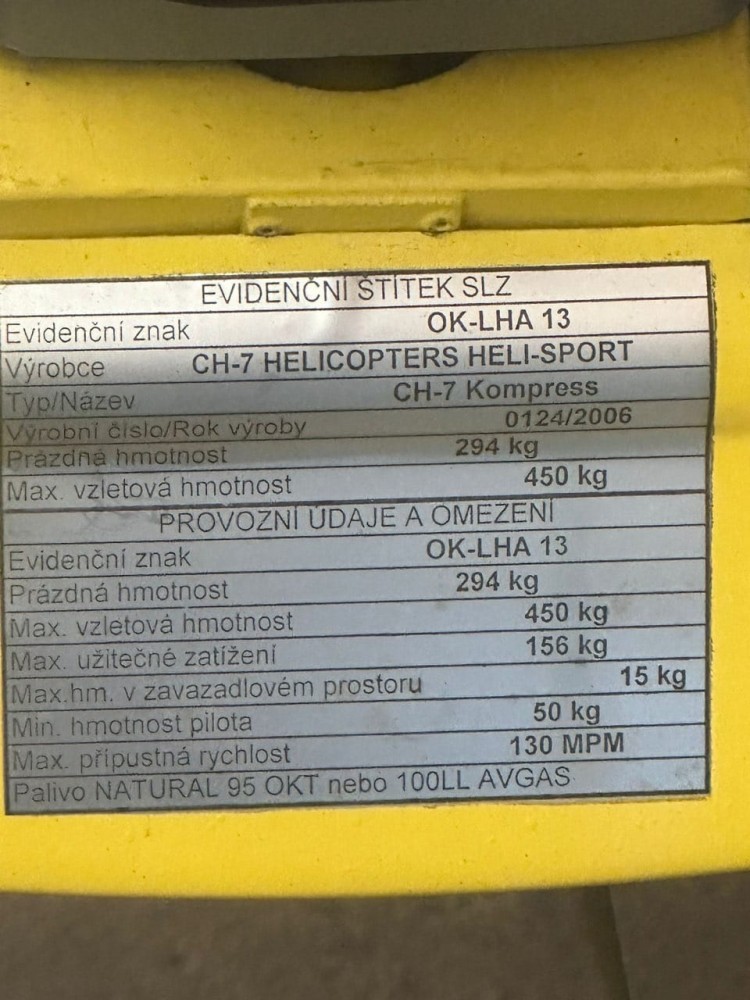 EVIDENČNÍ ŠTÍTEK SLZ
Evidenční znak OK-LHA 13
Výrobce CH-7 HELICOPTERS HELI-SPORT
Typ/Název CH-7 Kompress
Výrobní číslo/Rok výroby 0124/2006
Prázdná hmotnost 294 kg
Max. vzletová hmotnost 450 kg
PROVOZNÍ ÚDAJE A OMEZENÍ
Evidenční znak OK-LHA 13
Prázdná hmotnost 294 kg
Max. vzletová hmotnost 450 kg
Max. užitečné zatížení 156 kg
Max.hm. v zavazadlovém prostoru 15 kg
Min. hmotnost pilota 50 kg
Max. přípustná rychlost 130 MPM
Palivo NATURAL 95 OKT nebo 100LL AVGAS